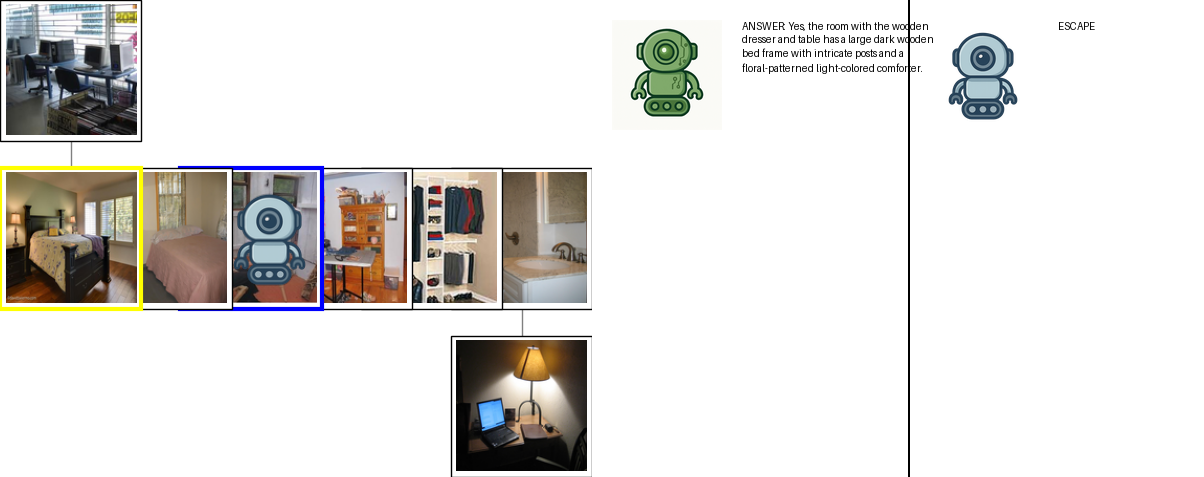 ANSWER: Yes, the room with the wooden
dresser and table has a large dark wooden
bed frame with intricate posts and a
floral-patterned light-colored comforter.
ESCAPE